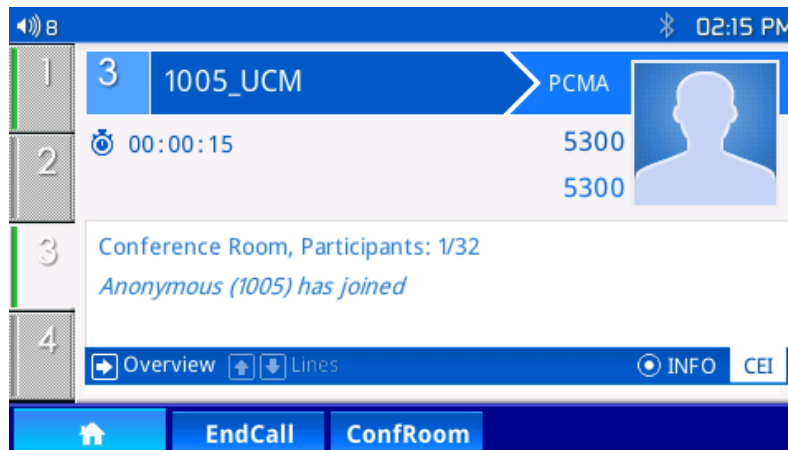 8 02:15 PM
1
3 1005_UCM PCMA
00:00:15 5300
2
5300
3
Conference Room, Participants: 1/32
Anonymous (1005) has joined
4
Overview Lines INFO CEI
EndCall ConfRoom